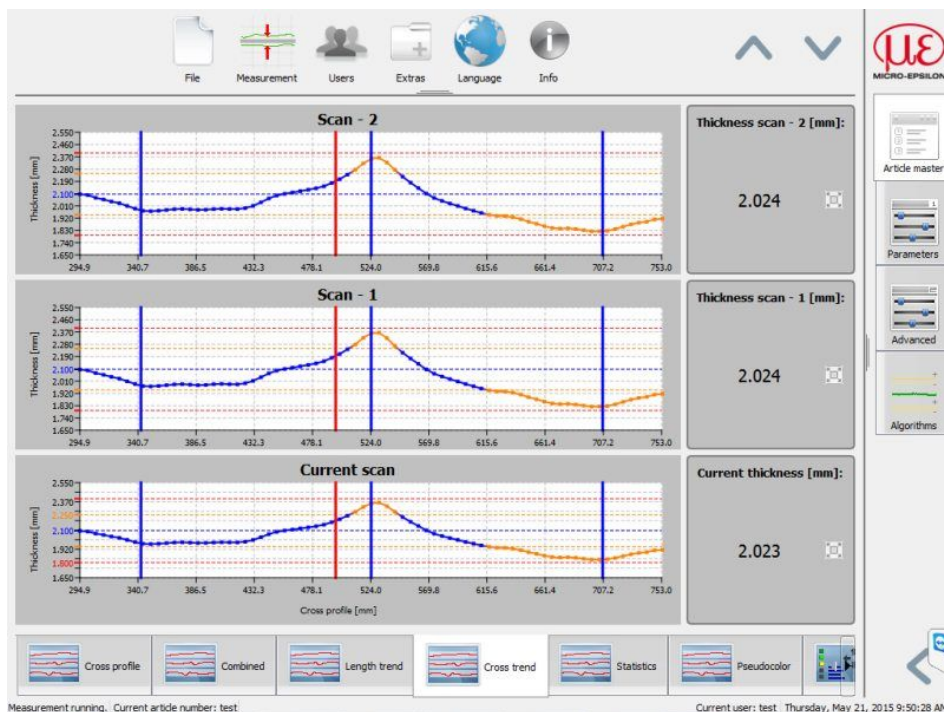 File Measurement Users Extras Language Info
με
MICRO-EPSILON
Scan - 2
Thickness [mm]
2.550
2.460
2.370
2.280
2.190
2.100
2.010
1.920
1.830
1.740
1.650
294.9 340.7 386.5 432.3 478.1 524.0 569.8 615.6 661.4 707.2 753.0
Thickness scan - 2 [mm]:
2.024
Scan - 1
Thickness [mm]
2.550
2.460
2.370
2.280
2.190
2.100
2.010
1.920
1.830
1.740
1.650
294.9 340.7 386.5 432.3 478.1 524.0 569.8 615.6 661.4 707.2 753.0
Thickness scan - 1 [mm]:
2.024
Current scan
Thickness [mm]
2.550
2.370
2.250
2.100
1.920
1.800
1.650
294.9 340.7 386.5 432.3 478.1 524.0 569.8 615.6 661.4 707.2 753.0
Cross profile [mm]
Current thickness [mm]:
2.023
Article master
Parameters
Advanced
Algorithms
Cross profile Combined Length trend Cross trend Statistics Pseudocolor
Measurement running. Current article number: test
Current user: test Thursday, May 21, 2015 9:50:28 AM